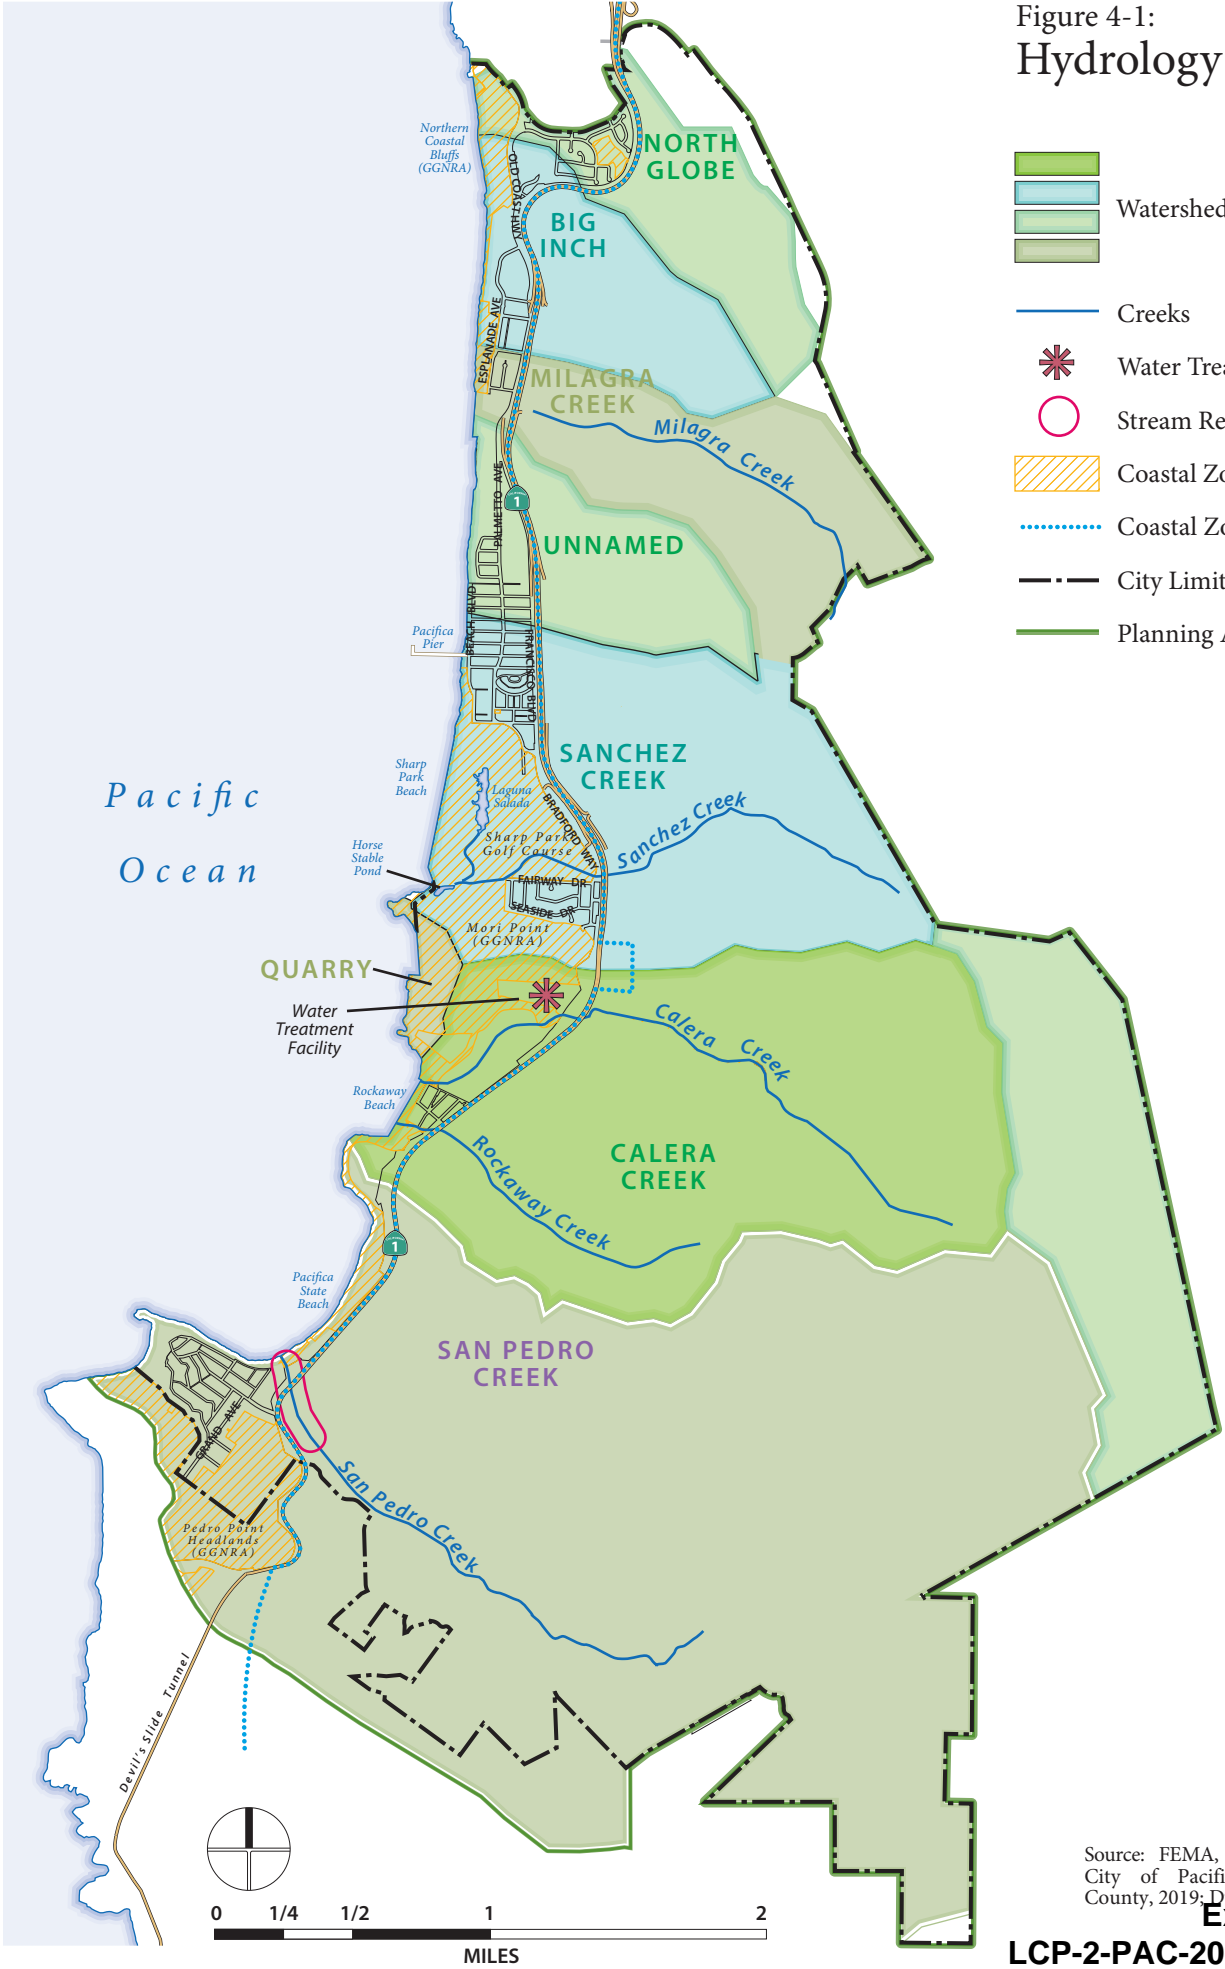 Figure 4-1:
Hydrology
Watershed
Creeks
Water Trea
Stream Re
Coastal Zo
Coastal Zo
City Limit
Planning A
Northern
Coastal
Bluffs
(GGNRA)
NORTH
GLOBE
OLD COAST HWY
BIG
INCH
ESPLANADE AVE
MILAGRA
CREEK
Milagra Creek
PALMETTO AVE
1
UNNAMED
BEACH BLVD
FRANCISCO BLVD
Pacifica
Pier
SANCHEZ
CREEK
Sharp
Park
Beach
Laguna
Salada
BRADFORD WAY
Sanchez Creek
Pacific
Ocean
Sharp Park
Golf Course
Horse
Stable
Pond
FAIRWAY DR
SEASIDE DR
Mori Point
(GGNRA)
QUARRY
Water
Treatment
Facility
Calera Creek
Rockaway
Beach
Rockaway Creek
CALERA
CREEK
1
Pacifica
State
Beach
SAN PEDRO
CREEK
GRAND AVE
San Pedro Creek
Pedro Point
Headlands
(GGNRA)
Devil's Slide Tunnel
0 1/4 1/2 1 2
MILES
Source: FEMA,
City of Pacifi
County, 2019; D
Ex
LCP-2-PAC-20